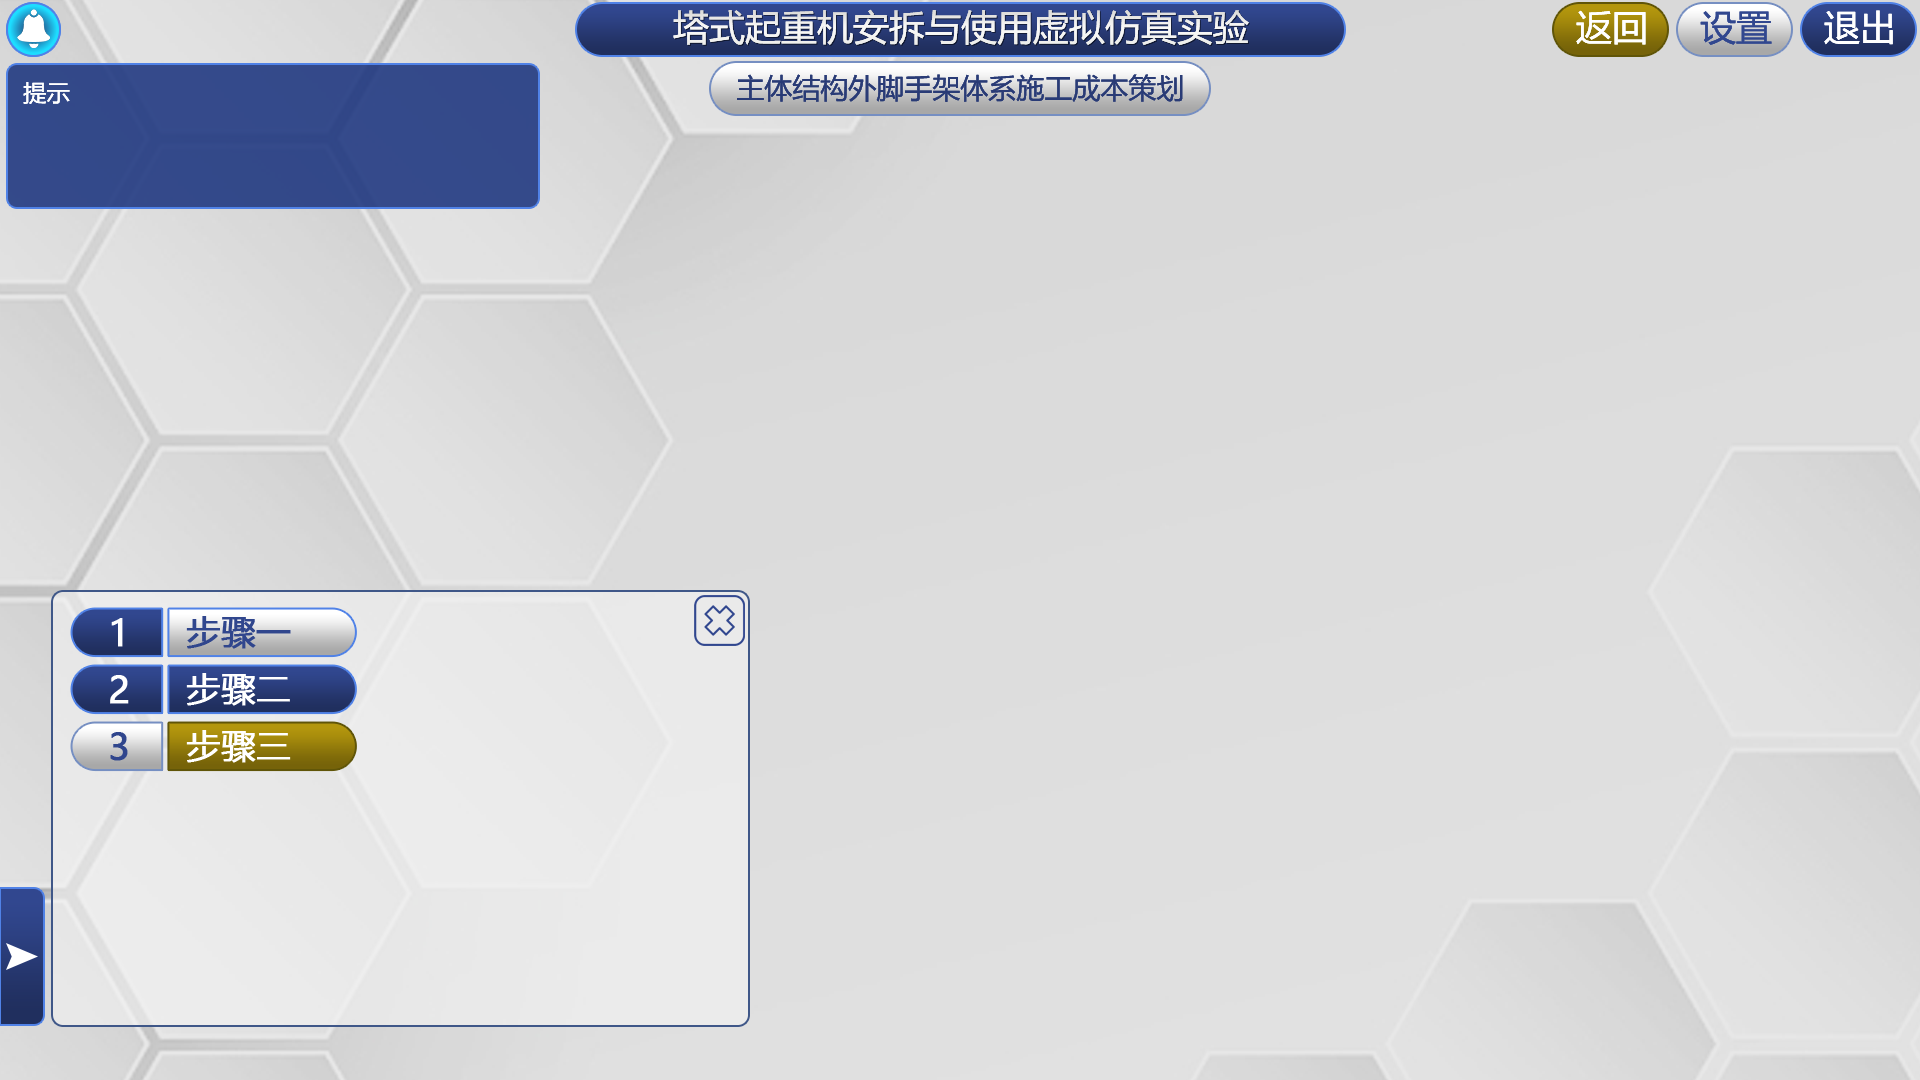 塔式起重机安拆与使用虚拟仿真实验
返回
设置
退出
主体结构外脚手架体系施工成本策划
提示
1 步骤一
2 步骤二
3 步骤三